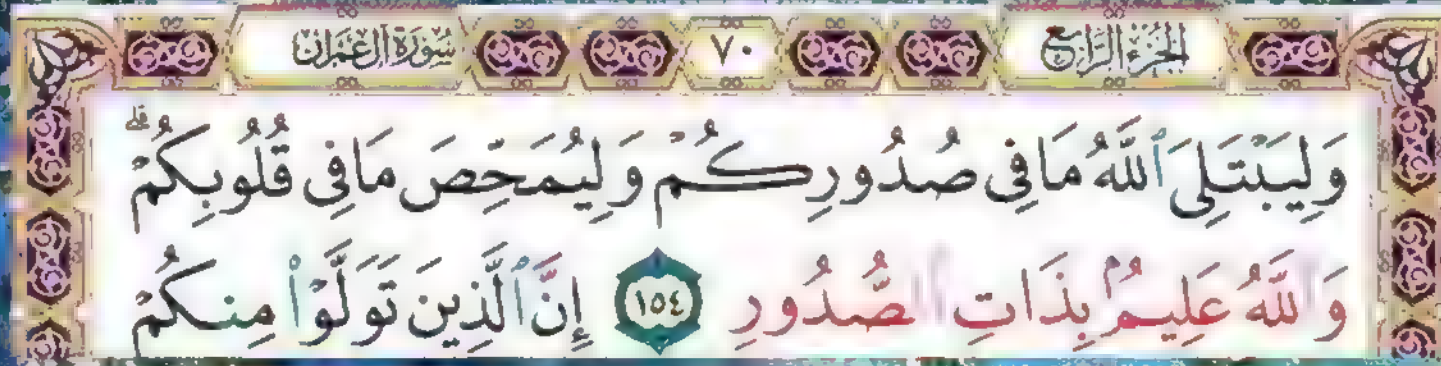 الجزء الرابع ٧٠ سورة آل عمران
وَلِيَبْتَلِيَ ٱللَّهُ مَا فِي صُدُورِكُمْ وَلِيُمَحِّصَ مَا فِي قُلُوبِكُمْۗ
وَٱللَّهُ عَلِيمُۢ بِذَاتِ ٱلصُّدُورِ ١٥٤ إِنَّ ٱلَّذِينَ تَوَلَّوْاْ مِنكُمْ